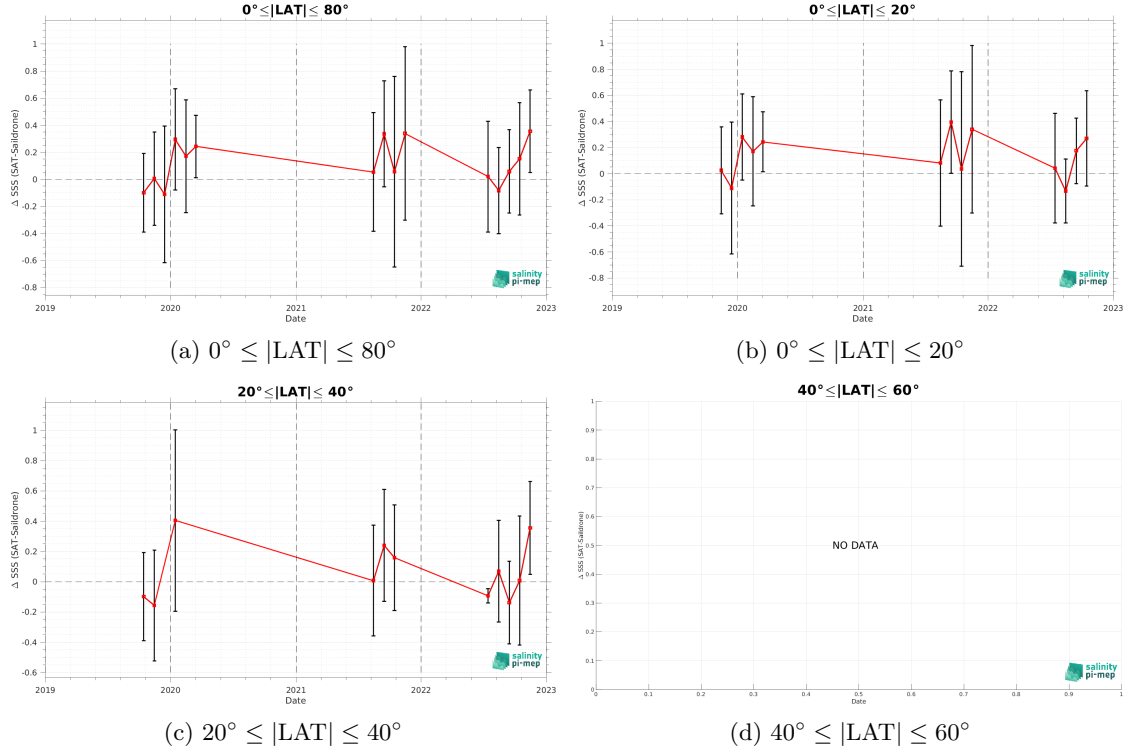 0°≤|LAT|≤ 80°
Δ SSS (SAT-Saildrone)
1
0.8
0.6
0.4
0.2
0
-0.2
-0.4
-0.6
-0.8
2019 2020 2021 2022 2023
Date
salinity
pi-mep
(a) 0° ≤ |LAT| ≤ 80°
0°≤|LAT|≤ 20°
Δ SSS (SAT-Saildrone)
1
0.8
0.6
0.4
0.2
0
-0.2
-0.4
-0.6
-0.8
2019 2020 2021 2022 2023
Date
salinity
pi-mep
(b) 0° ≤ |LAT| ≤ 20°
20°≤|LAT|≤ 40°
Δ SSS (SAT-Saildrone)
1
0.8
0.6
0.4
0.2
0
-0.2
-0.4
-0.6
2019 2020 2021 2022 2023
Date
salinity
pi-mep
(c) 20° ≤ |LAT| ≤ 40°
40°≤|LAT|≤ 60°
Δ SSS (SAT-Saildrone)
1
0.9
0.8
0.7
0.6
0.5
0.4
0.3
0.2
0.1
0
NO DATA
0 0.1 0.2 0.3 0.4 0.5 0.6 0.7 0.8 0.9 1
Date
salinity
pi-mep
(d) 40° ≤ |LAT| ≤ 60°